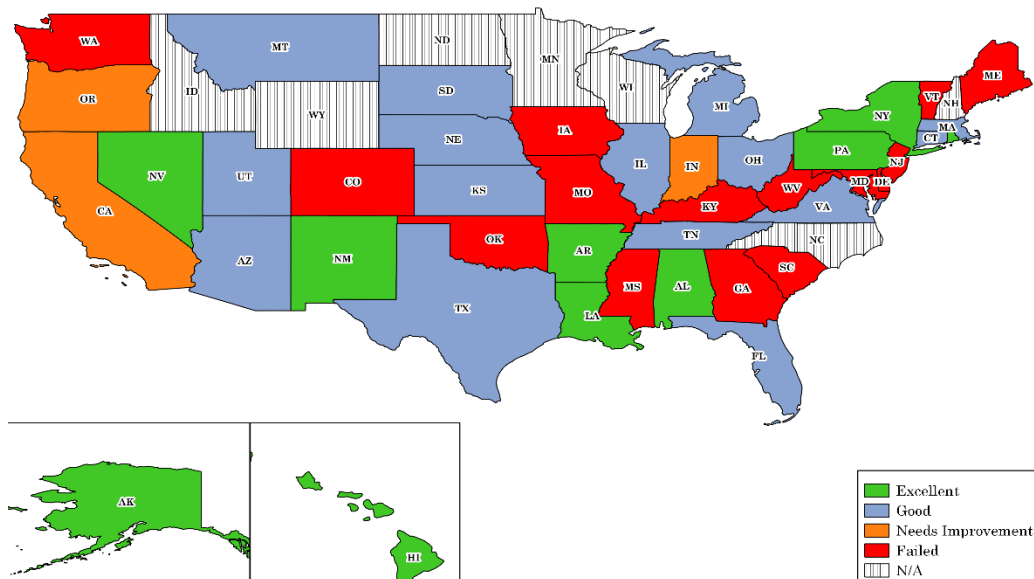 WA
MT
ND
MN
ME
VT
NH
ID
WI
SD
OR
WY
MI
NY
MA
CT
IA
NE
PA
NJ
IL
IN
OH
NV
UT
CO
KS
MO
WV
MD
DE
KY
VA
CA
TN
NC
OK
AR
AZ
NM
SC
MS
AL
GA
TX
LA
FL
AK
HI
Excellent
Good
Needs Improvement
Failed
N/A